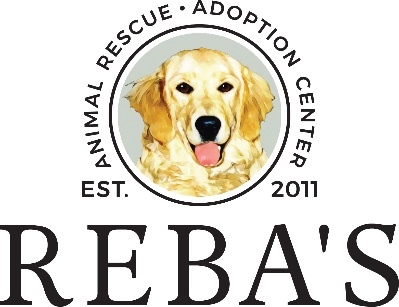 ANIMAL RESCUE • ADOPTION CENTER
EST. 2011
REBA'S